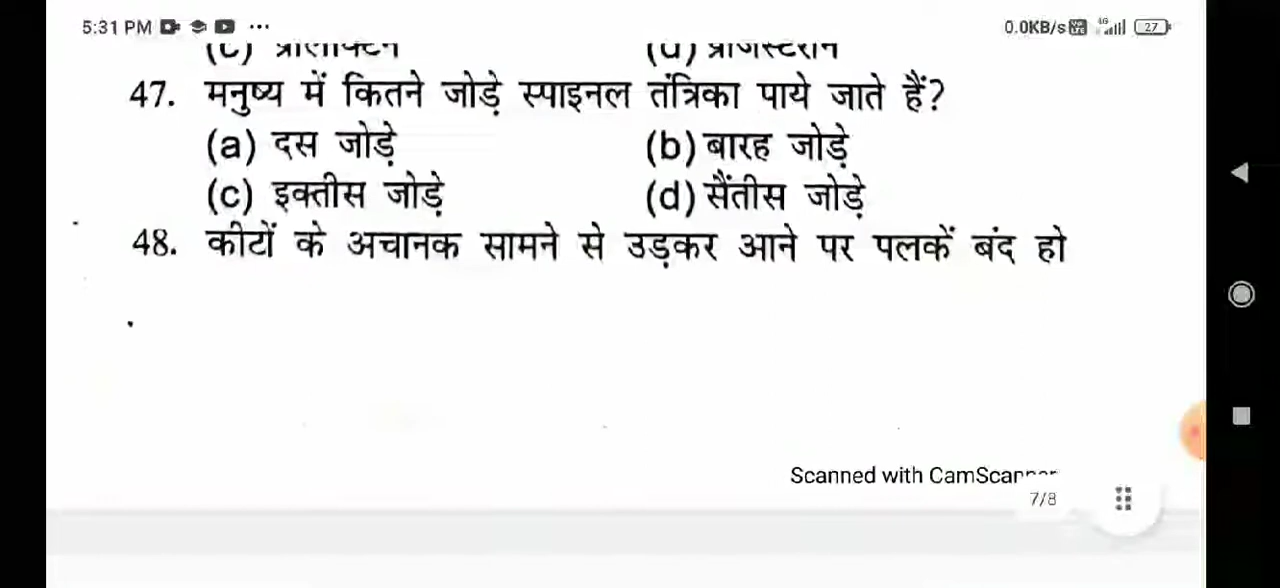 5:31 PM ... 0.0KB/s 4G 27
(c) (d)
47. मनुष्य में कितने जोड़े स्पाइनल तंत्रिका पाये जाते हैं?
(a) दस जोड़े (b) बारह जोड़े
(c) इक्तीस जोड़े (d) सैंतीस जोड़े
48. कीटों के अचानक सामने से उड़कर आने पर पलकें बंद हो
Scanned with CamScanner
7/8